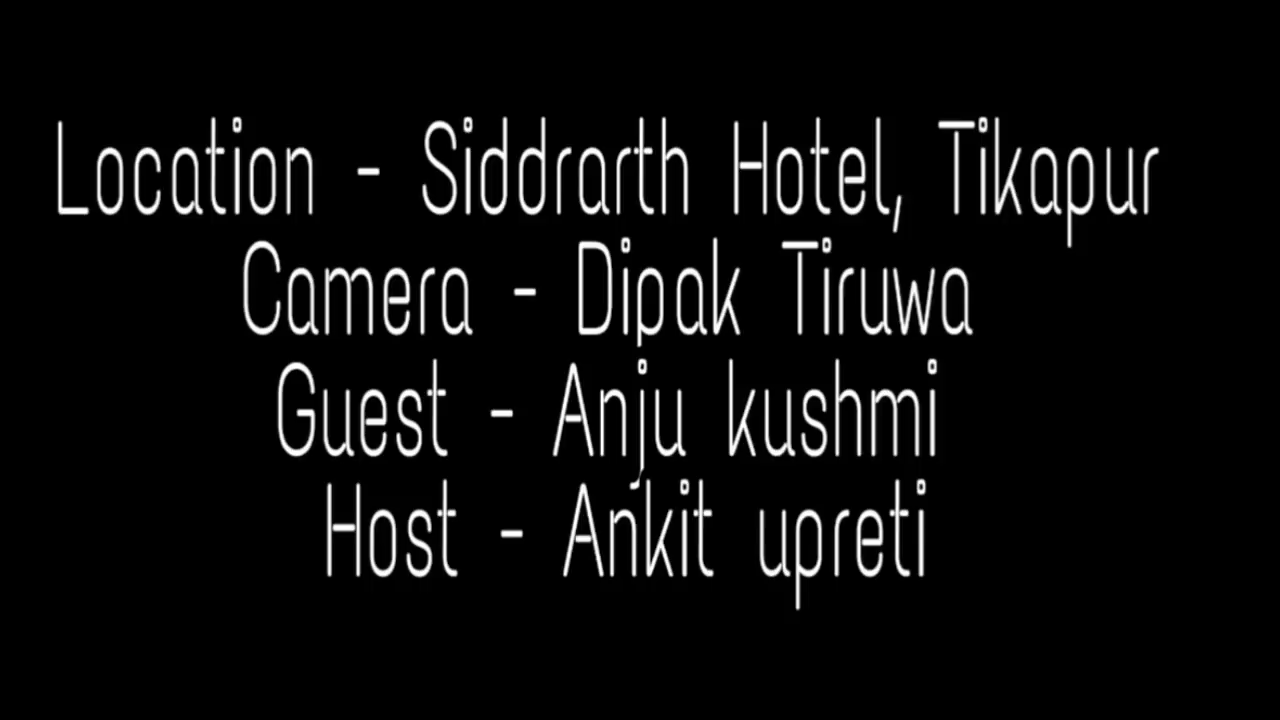 Location - Siddrarth Hotel, Tikapur
Camera - Dipak Tiruwa
Guest - Anju kushmi
Host - Ankit upreti